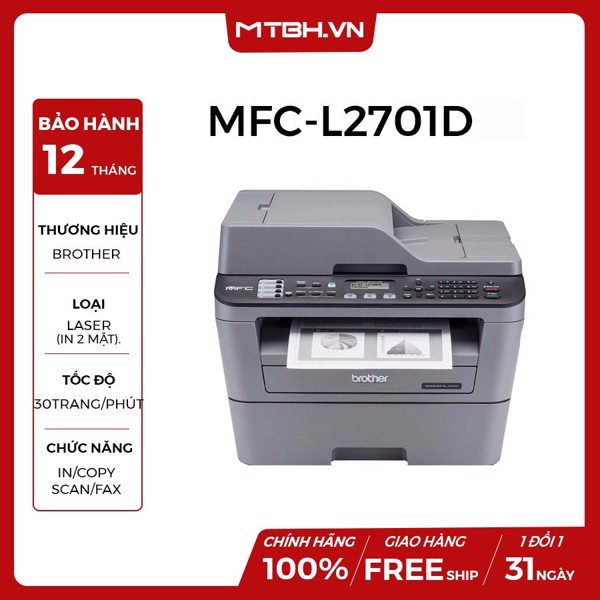 MTBH.VN
MFC-L2701D
BẢO HÀNH
12 THÁNG
THƯƠNG HIỆU
BROTHER
LOẠI
LASER
(IN 2 MẶT).
TỐC ĐỘ
30TRANG/PHÚT
CHỨC NĂNG
IN/COPY
SCAN/FAX
MFC
brother
CHÍNH HÃNG
100%
GIAO HÀNG
FREE SHIP
1 ĐỔI 1
31 NGÀY